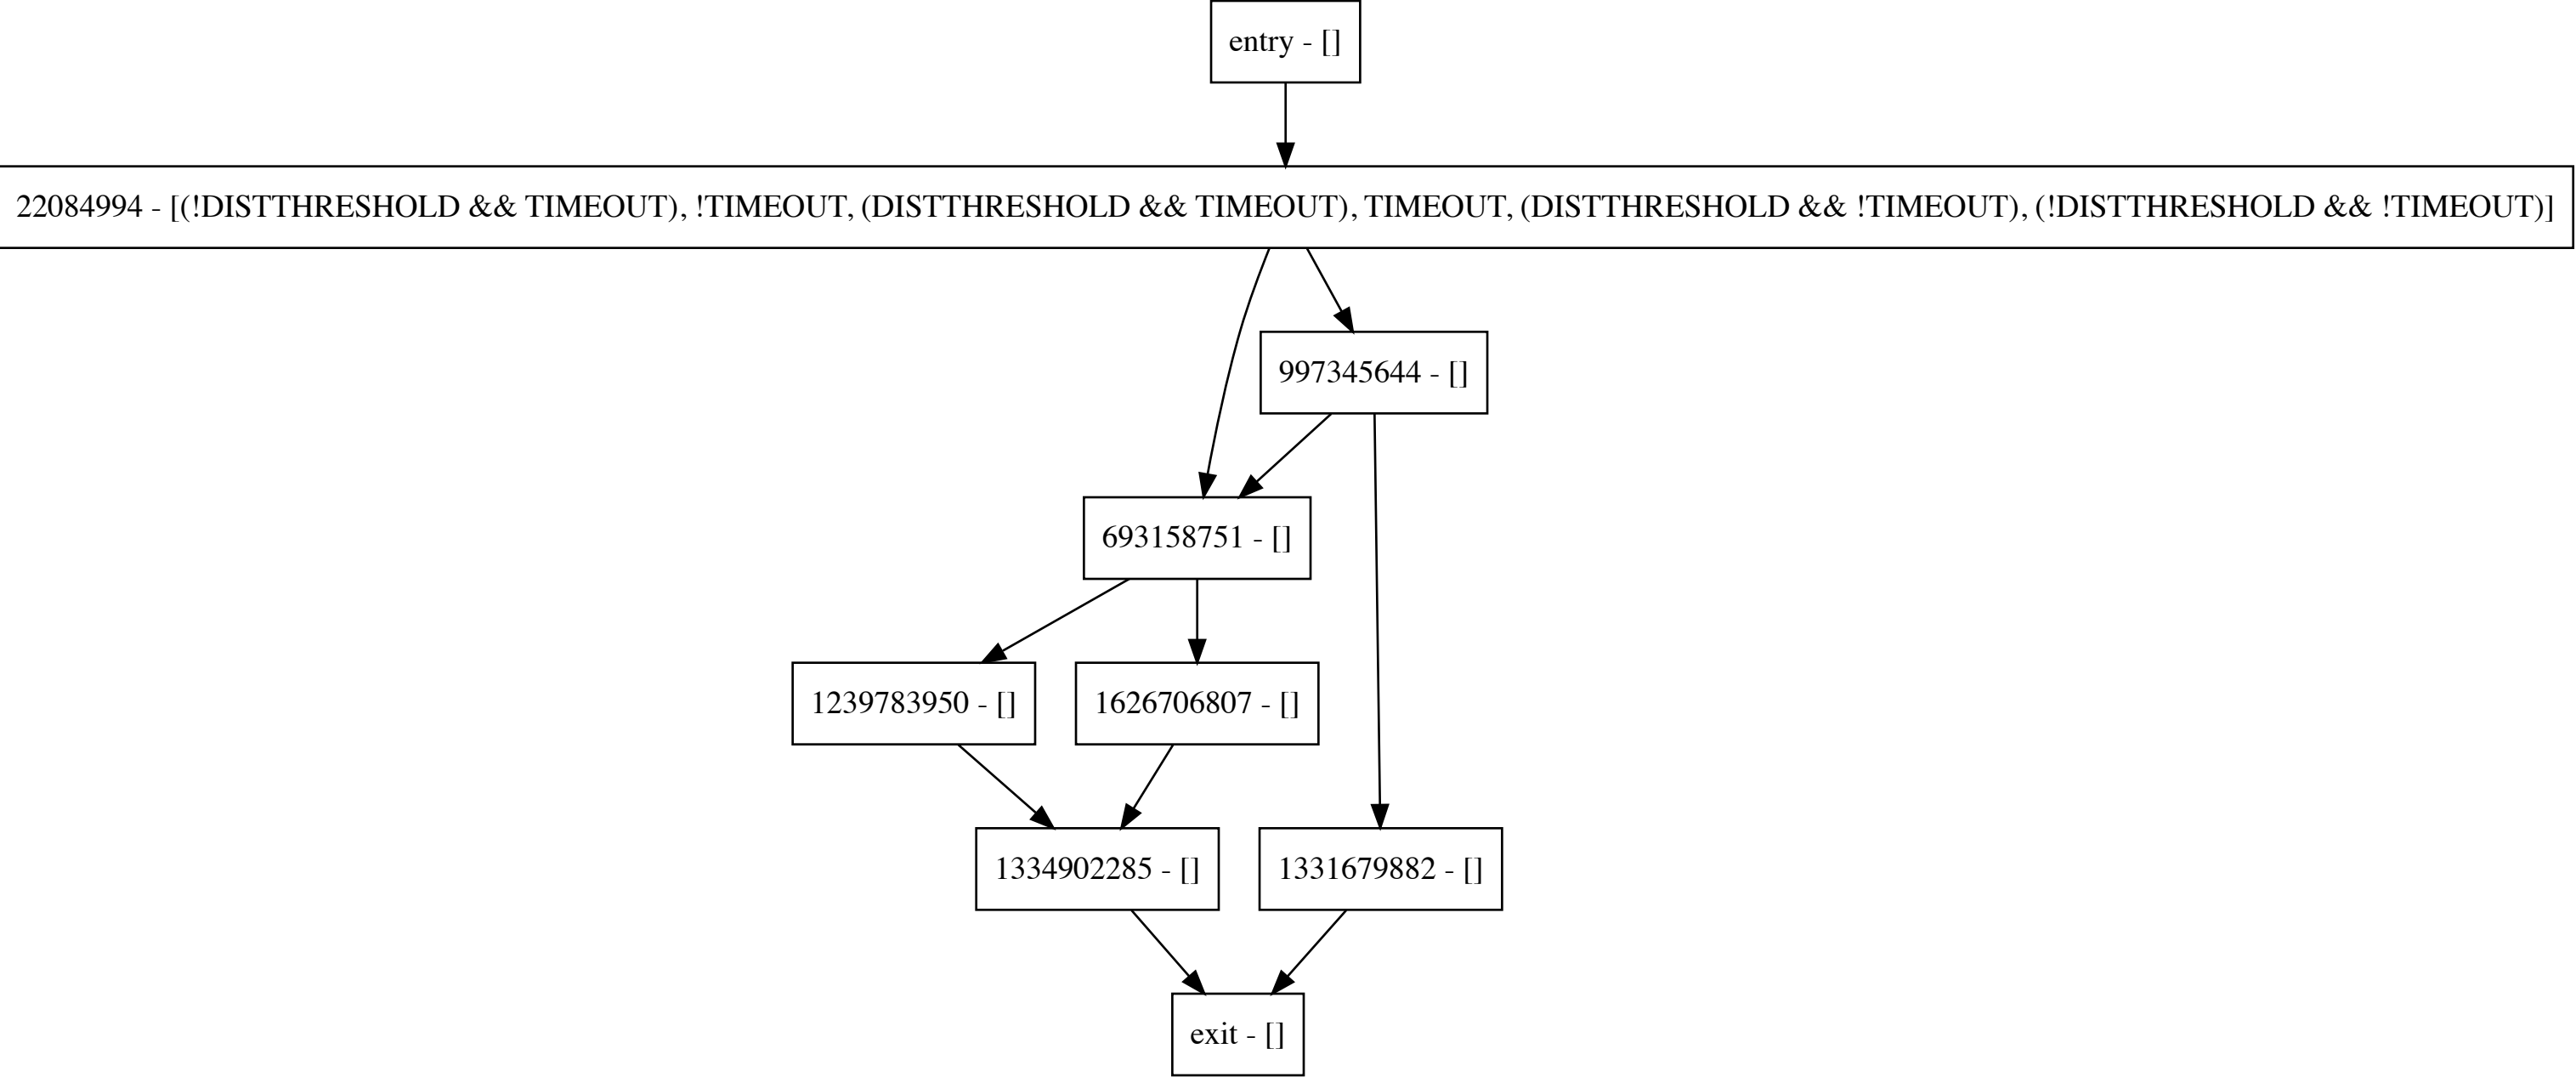 entry - []
22084994 - [(!DISTTHRESHOLD && TIMEOUT), !TIMEOUT, (DISTTHRESHOLD && TIMEOUT), TIMEOUT, (DISTTHRESHOLD && !TIMEOUT), (!DISTTHRESHOLD && !TIMEOUT)]
997345644 - []
693158751 - []
1239783950 - []
1626706807 - []
1334902285 - []
1331679882 - []
exit - []